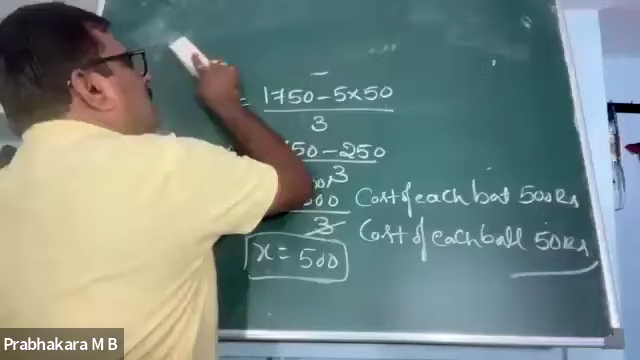 = 1750 - 5×50
3
50 - 250
3
00
3
x = 500
Cost of each bat 500Rs
Cost of each ball 50Rs
Prabhakara M B